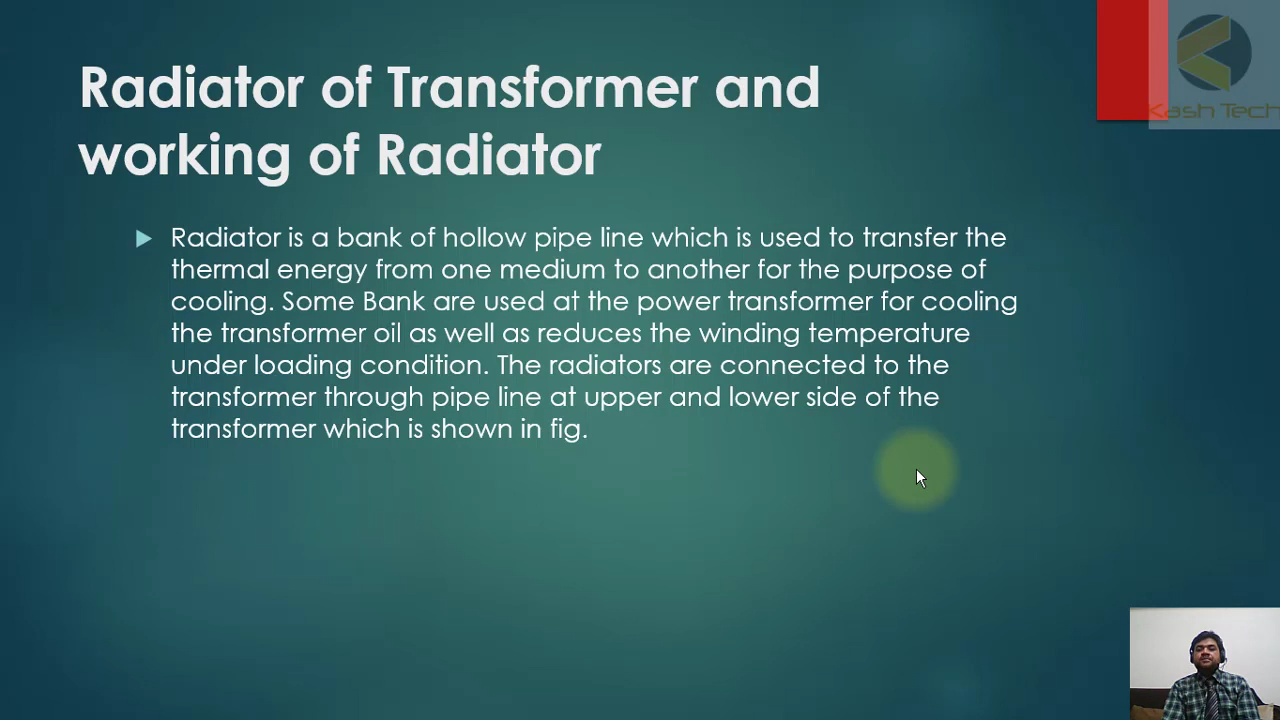 Kash Tech
Radiator of Transformer and
working of Radiator
Radiator is a bank of hollow pipe line which is used to transfer the
thermal energy from one medium to another for the purpose of
cooling. Some Bank are used at the power transformer for cooling
the transformer oil as well as reduces the winding temperature
under loading condition. The radiators are connected to the
transformer through pipe line at upper and lower side of the
transformer which is shown in fig.